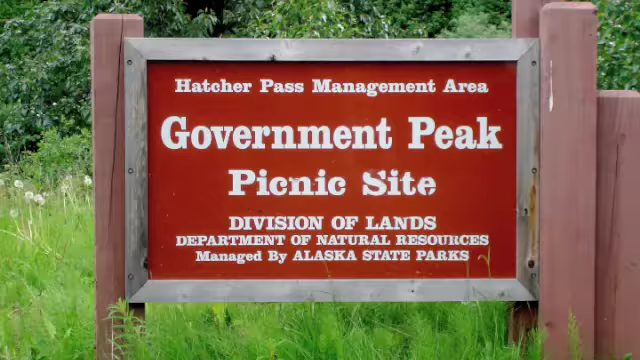 Hatcher Pass Management Area
Government Peak
Picnic Site
DIVISION OF LANDS
DEPARTMENT OF NATURAL RESOURCES
Managed By ALASKA STATE PARKS